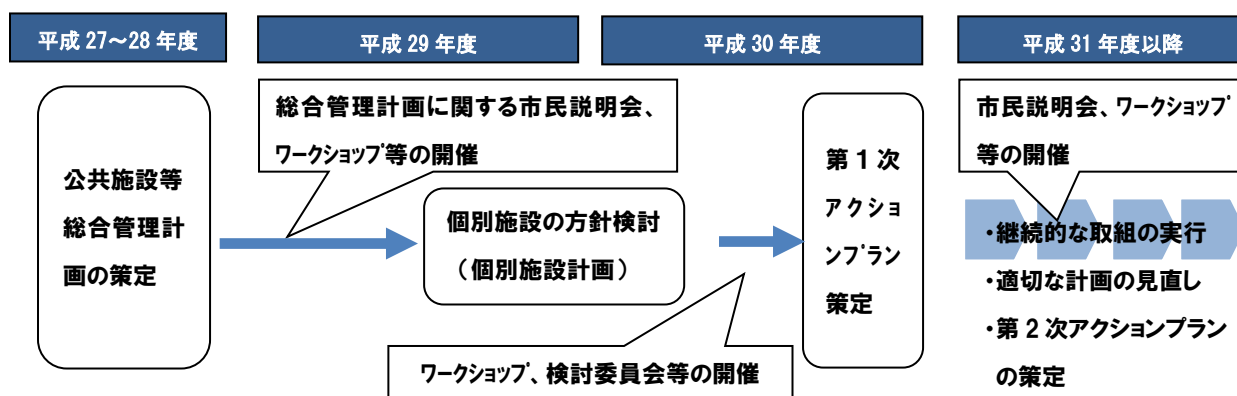 平成 27～28 年度
平成 29 年度
平成 30 年度
平成 31 年度以降
公共施設等
総合管理計
画の策定
総合管理計画に関する市民説明会、
ワークショップ等の開催
個別施設の方針検討
（個別施設計画）
ワークショップ、検討委員会等の開催
第 1 次
アクショ
ンプラン
策定
市民説明会、ワークショップ
等の開催
・継続的な取組の実行
・適切な計画の見直し
・第 2 次アクションプラン
の策定